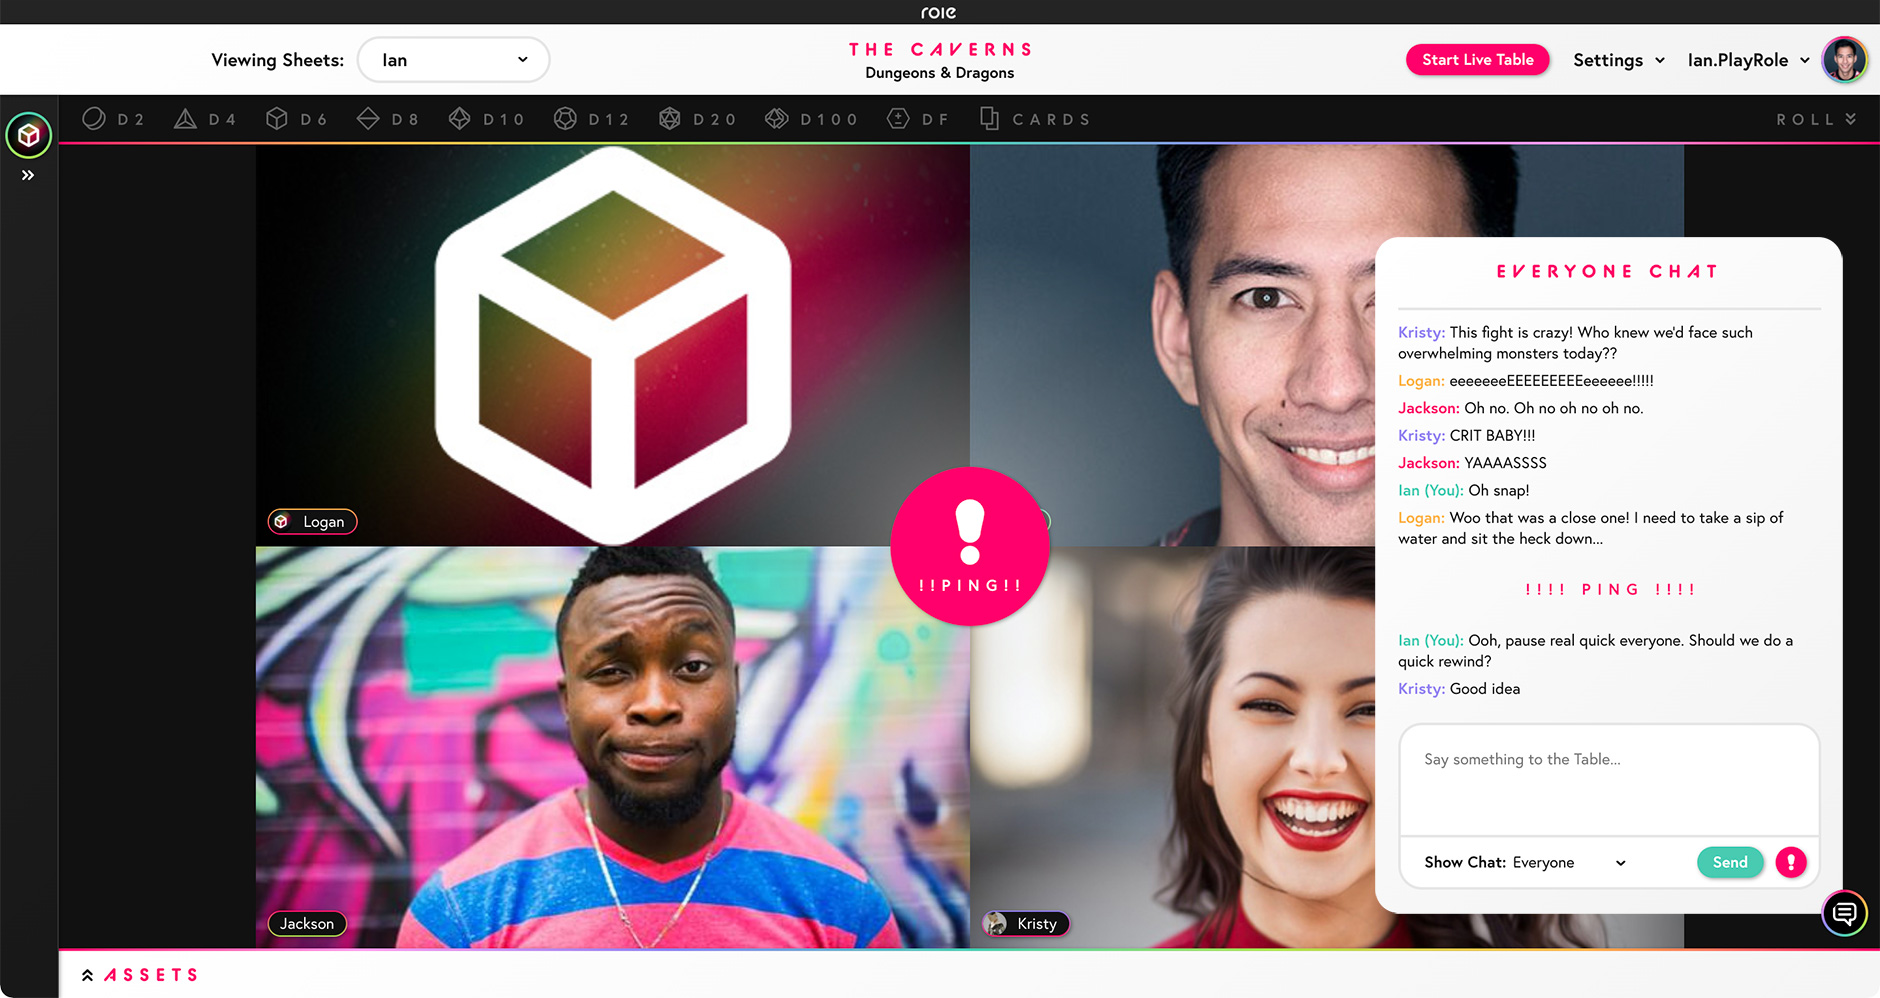 role
Viewing Sheets:
Ian
THE CAVERNS
Dungeons & Dragons
Start Live Table
Settings
Ian.PlayRole
D2
D4
D6
D8
D10
D12
D20
D100
DF
CARDS
ROLL
Logan
!!PING!!
Jackson
Kristy
EVERYONE CHAT
Kristy: This fight is crazy! Who knew we'd face such
overwhelming monsters today??
Logan: eeeeeeeEEEEEEEEEeeeeee!!!!!
Jackson: Oh no. Oh no oh no oh no.
Kristy: CRIT BABY!!!
Jackson: YAAAASSSS
Ian (You): Oh snap!
Logan: Woo that was a close one! I need to take a sip of
water and sit the heck down...
!!!! PING !!!!
Ian (You): Ooh, pause real quick everyone. Should we do a
quick rewind?
Kristy: Good idea
Say something to the Table...
Show Chat: Everyone
Send
ASSETS